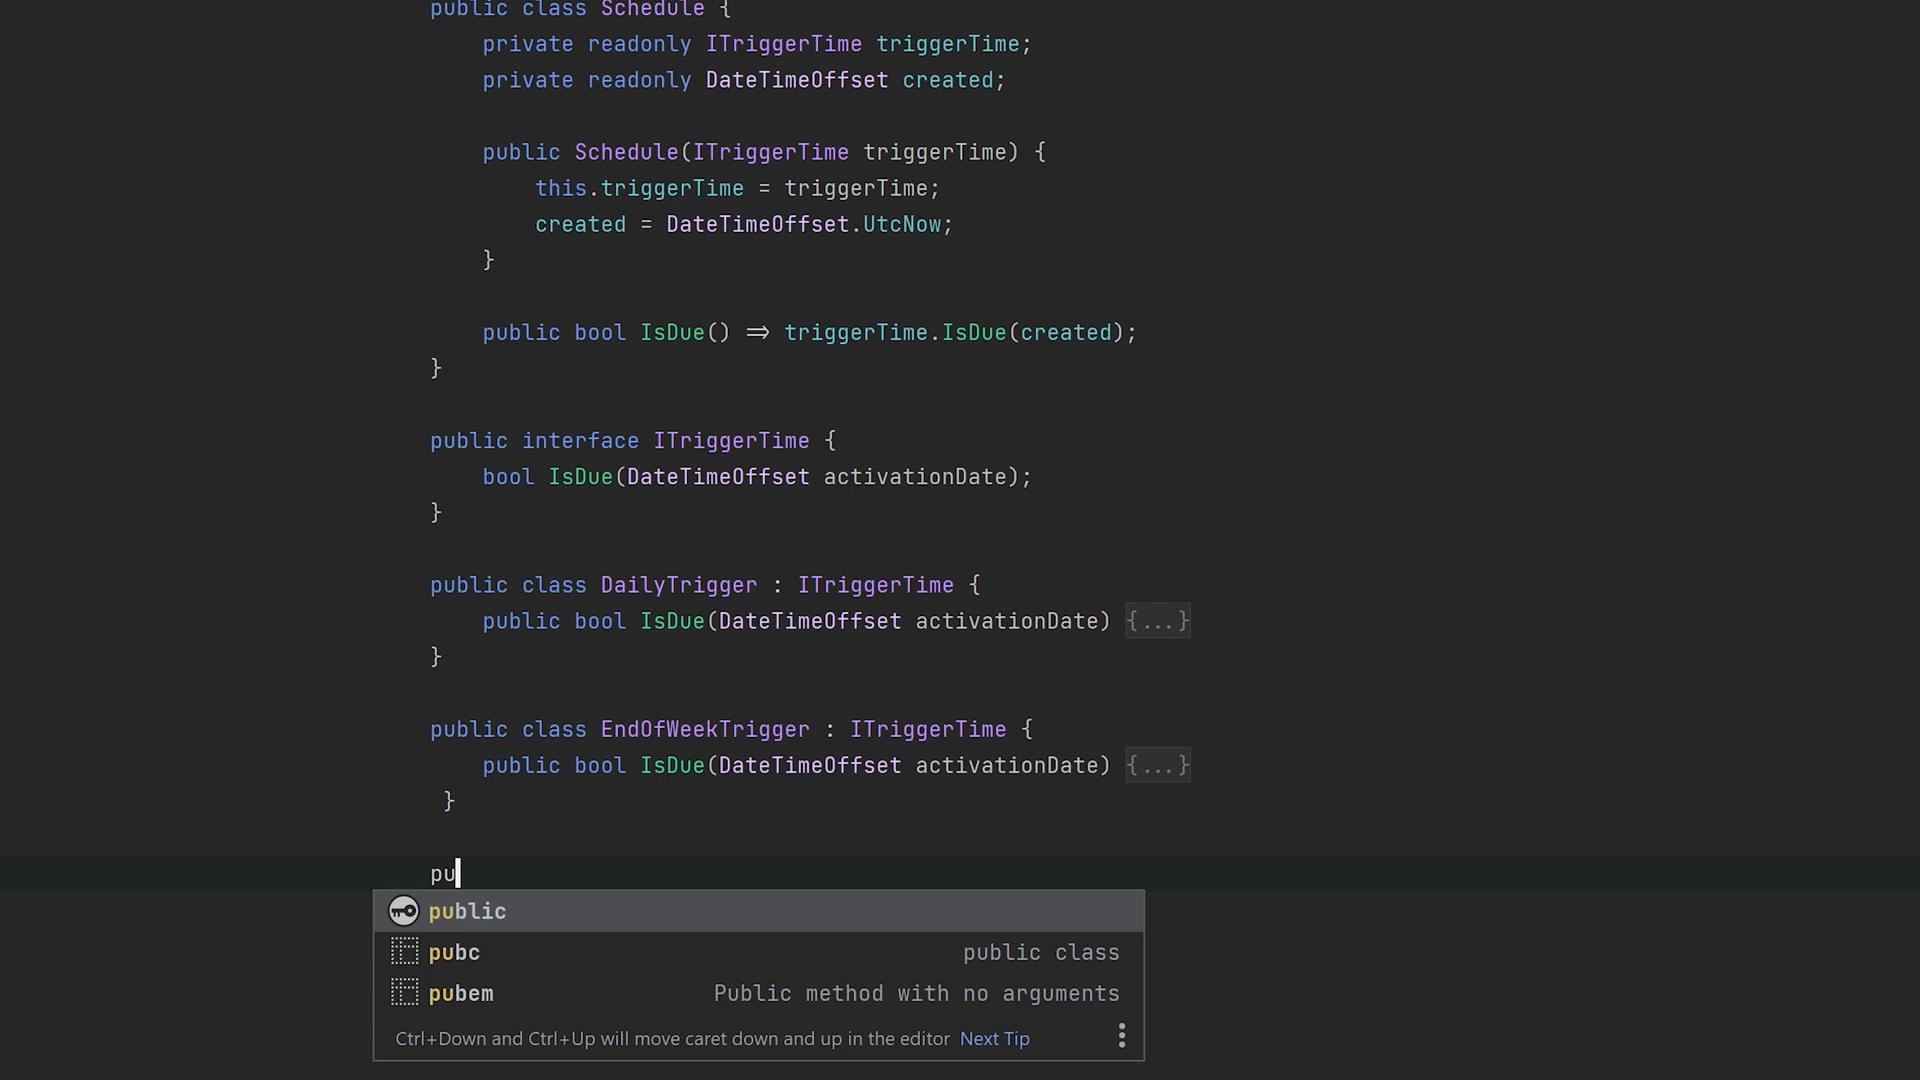 public class Schedule {
private readonly ITriggerTime triggerTime;
private readonly DateTimeOffset created;
public Schedule(ITriggerTime triggerTime) {
this.triggerTime = triggerTime;
created = DateTimeOffset.UtcNow;
}
public bool IsDue() => triggerTime.IsDue(created);
}
public interface ITriggerTime {
bool IsDue(DateTimeOffset activationDate);
}
public class DailyTrigger : ITriggerTime {
public bool IsDue(DateTimeOffset activationDate) {...}
}
public class EndOfWeekTrigger : ITriggerTime {
public bool IsDue(DateTimeOffset activationDate) {...}
}
pu
public
pubc public class
pubem Public method with no arguments
Ctrl+Down and Ctrl+Up will move caret down and up in the editor Next Tip